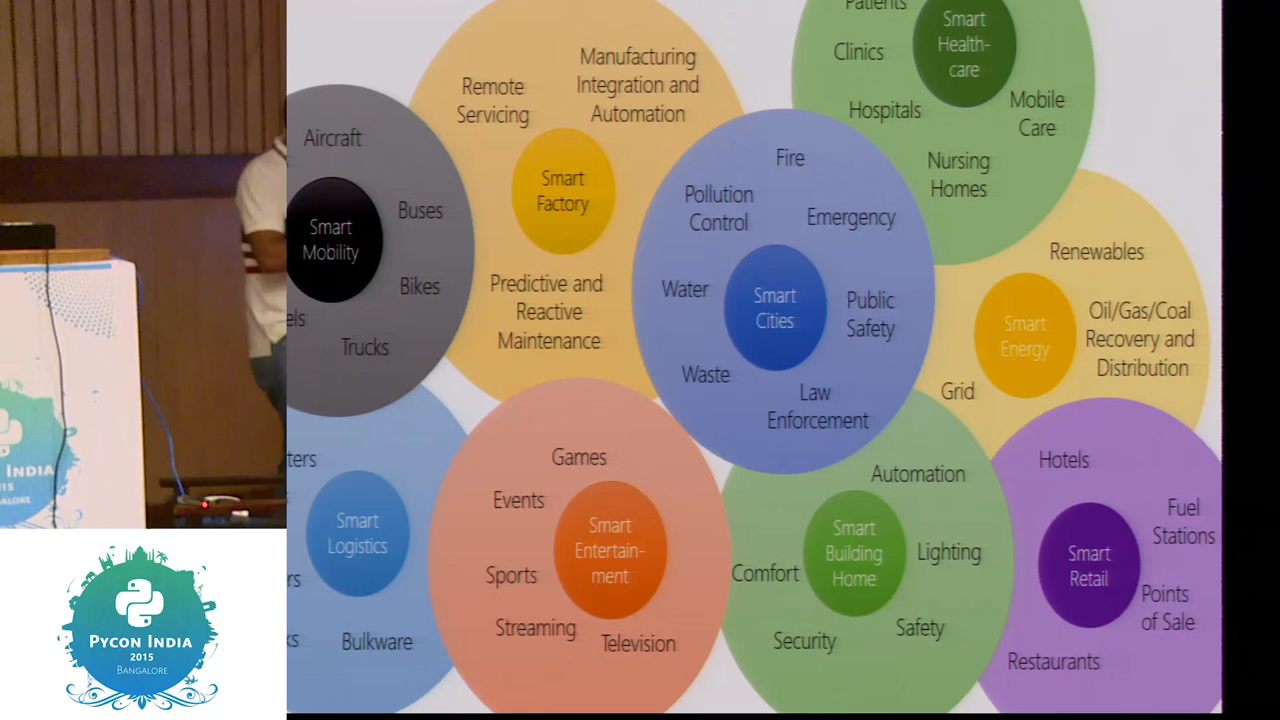 Patients
Smart
Health-
care
Clinics
Hospitals
Mobile
Care
Nursing
Homes
Manufacturing
Integration and
Automation
Remote
Servicing
Smart
Factory
Predictive and
Reactive
Maintenance
Aircraft
Buses
Smart
Mobility
Bikes
Trucks
Fire
Pollution
Control
Emergency
Water
Smart
Cities
Public
Safety
Waste
Law
Enforcement
Renewables
Smart
Energy
Oil/Gas/Coal
Recovery and
Distribution
Grid
Smart
Logistics
Bulkware
Games
Events
Smart
Entertain-
ment
Sports
Streaming
Television
Automation
Smart
Building
Home
Lighting
Comfort
Safety
Security
Hotels
Fuel
Stations
Smart
Retail
Points
of Sale
Restaurants
INDIA
PYCON INDIA
2015
BANGALORE